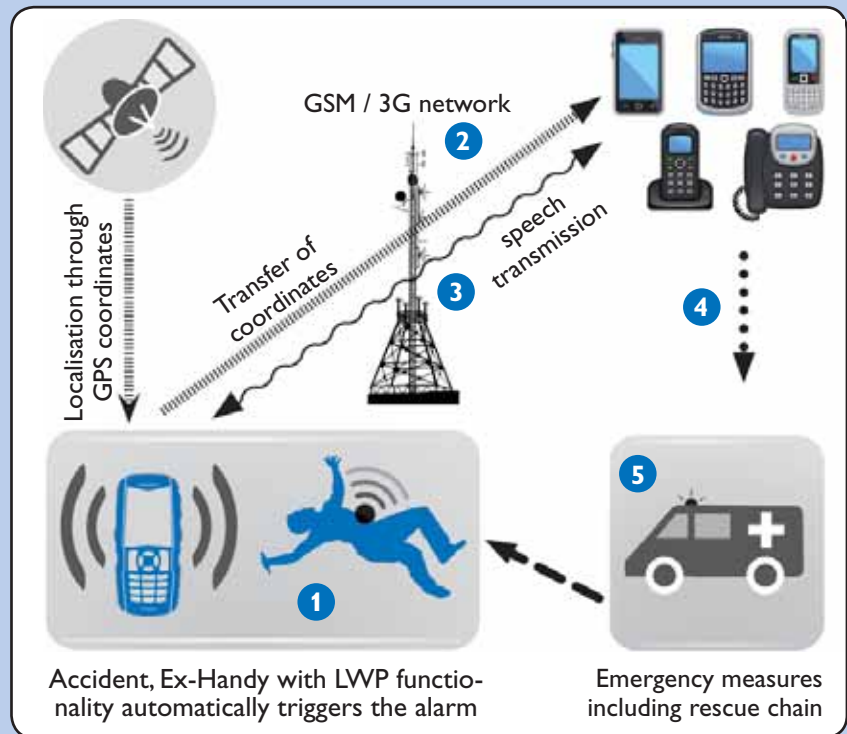 GSM / 3G network
2
Localisation through
GPS coordinates
Transfer of
coordinates
speech
transmission
3
4
1
5
Accident, Ex-Handy with LWP functio-
nality automatically triggers the alarm
Emergency measures
including rescue chain